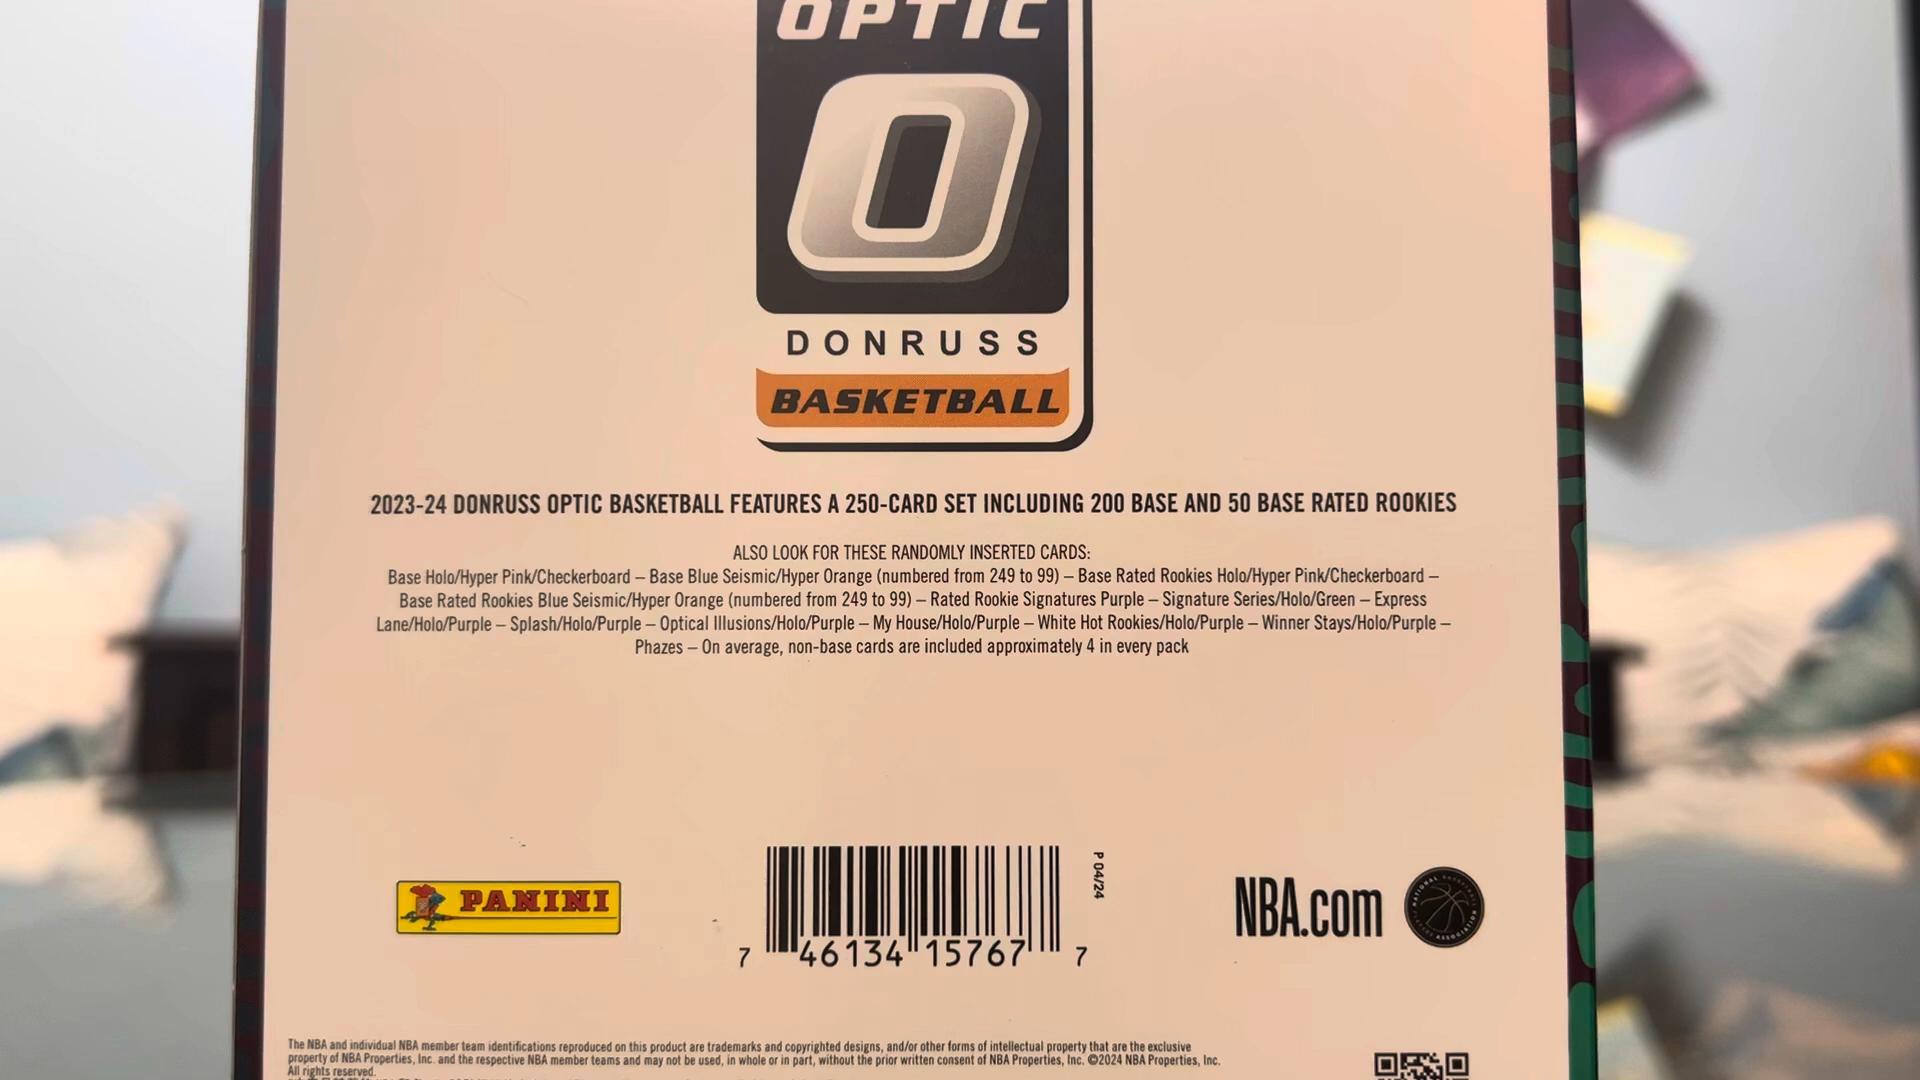 OPTIC
O
DONRUSS
BASKETBALL
2023-24 DONRUSS OPTIC BASKETBALL FEATURES A 250-CARD SET INCLUDING 200 BASE AND 50 BASE RATED ROOKIES
ALSO LOOK FOR THESE RANDOMLY INSERTED CARDS:
Base Holo/Hyper Pink/Checkerboard – Base Blue Seismic/Hyper Orange (numbered from 249 to 99) – Base Rated Rookies Holo/Hyper Pink/Checkerboard –
Base Rated Rookies Blue Seismic/Hyper Orange (numbered from 249 to 99) – Rated Rookie Signatures Purple – Signature Series/Holo/Green – Express
Lane/Holo/Purple – Splash/Holo/Purple – Optical Illusions/Holo/Purple – My House/Holo/Purple – White Hot Rookies/Holo/Purple – Winner Stays/Holo/Purple –
Phazes – On average, non-base cards are included approximately 4 in every pack
PANINI
7 46134 15767 7
P 04/24
NBA.com
NATIONAL BASKETBALL ASSOCIATION
The NBA and individual NBA member team identifications reproduced on this product are trademarks and copyrighted designs, and/or other forms of intellectual property that are the exclusive
property of NBA Properties, Inc. and the respective NBA member teams and may not be used, in whole or in part, without the prior written consent of NBA Properties, Inc. ©2024 NBA Properties, Inc.
All rights reserved.